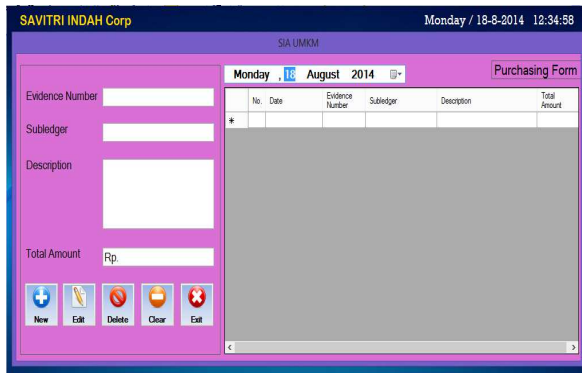 SAVITRI INDAH Corp
Monday / 18-8-2014 12:34:58
SIA UMKM
Monday , 18 August 2014
Purchasing Form
Evidence Number
Subledger
Description
Total Amount
Rp.
New Edit Delete Clear Exit
No. Date Evidence Number Subledger Description Total Amount
*